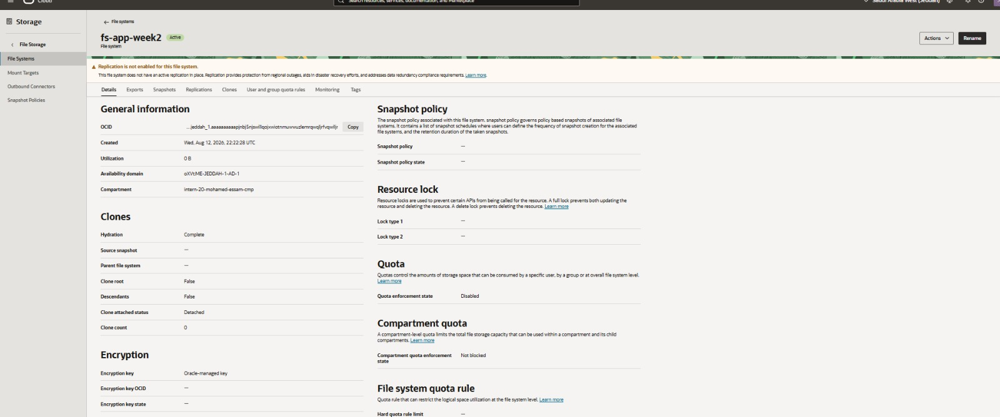 Cloud
Search resources, services, documentation, and Marketplace
Saudi Arabia West (Jeddah)
Storage
File Storage
File Systems
Mount Targets
Outbound Connectors
Snapshot Policies
File systems
fs-app-week2
Active
File system
Actions
Rename
Replication is not enabled for this file system.
This file system does not have an active replication in place. Replication provides protection from regional outages, aids in disaster recovery efforts, and addresses data redundancy compliance requirements. Learn more.
Details
Exports
Snapshots
Replications
Clones
User and group quota rules
Monitoring
Tags
General information
OCID
Copy
Created
Wed, Aug 12, 2026, 22:22:28 UTC
Utilization
0 B
Availability domain
oXVt:ME-JEDDAH-1-AD-1
Compartment
intern-20-mohamed-essam-cmp
Clones
Hydration
Complete
Source snapshot
—
Parent file system
—
Clone root
False
Descendants
False
Clone attached status
Detached
Clone count
0
Encryption
Encryption key
Oracle-managed key
Encryption key OCID
—
Encryption key state
—
Snapshot policy
The snapshot policy associated with this file system. snapshot policy governs policy based snapshots of associated file
systems. It contains a list of snapshot schedules where users can define the frequency of snapshot creation for the associated
file systems, and the retention duration of the taken snapshots.
Snapshot policy
—
Snapshot policy state
—
Resource lock
Resource locks are used to prevent certain APIs from being called for the resource. A full lock prevents both updating the
resource and deleting the resource. A delete lock prevents deleting the resource. Learn more
Lock type 1
—
Lock type 2
—
Quota
Quotas control the amounts of storage space that can be consumed by a specific user, by a group or at overall file system level.
Learn more
Quota enforcement state
Disabled
Compartment quota
A compartment-level quota limits the total file storage capacity that can be used within a compartment and its child
compartments. Learn more
Compartment quota enforcement
state
Not blocked
File system quota rule
Quota rule that can restrict the logical space utilization at the file system level. Learn more
Hard quota rule limit
—